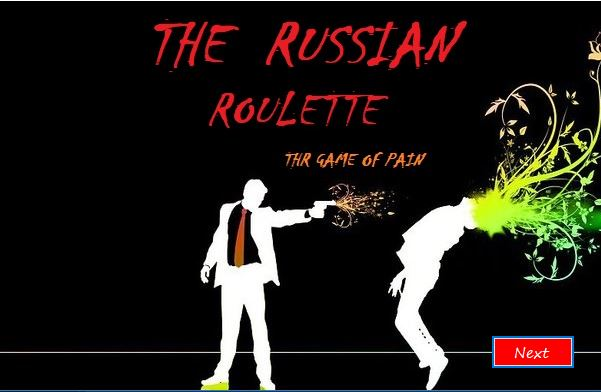 THE RUSSIAN
ROULETTE
THR GAME OF PAIN
Next